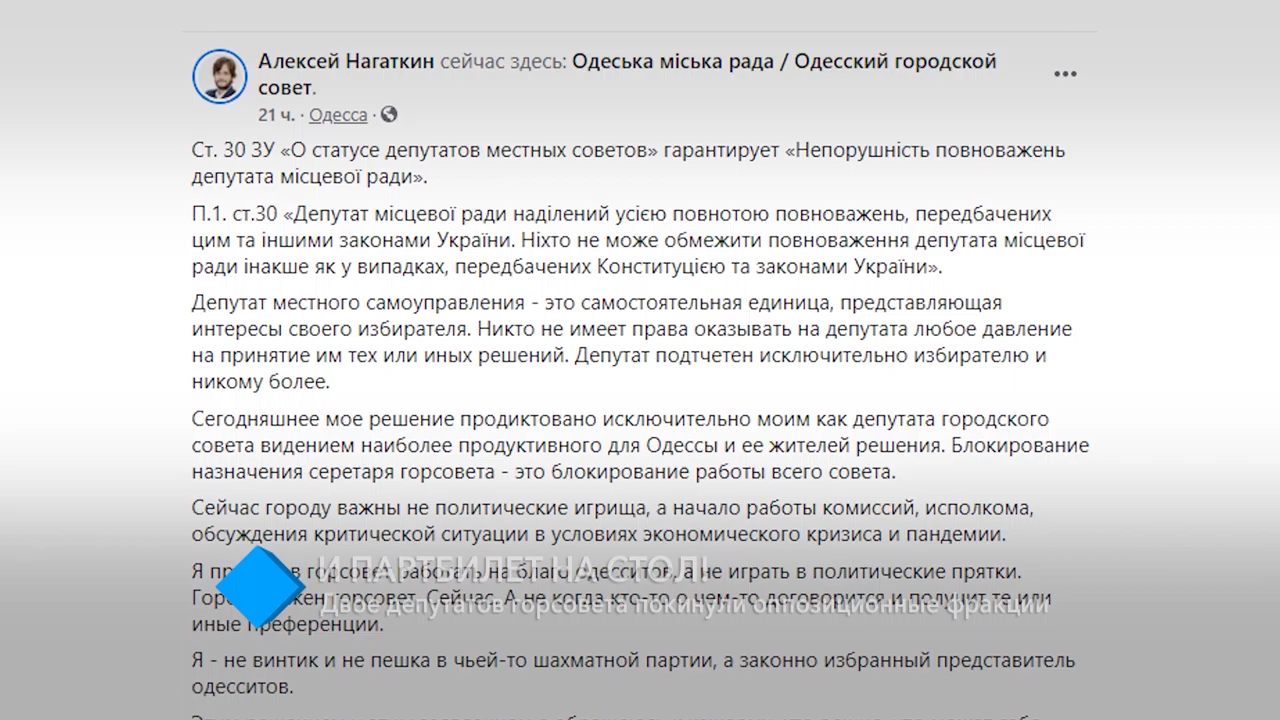 Алексей Нагаткин сейчас здесь: Одеська міська рада / Одесский городской
совет.
21 ч. · Одесса ·
Ст. 30 ЗУ «О статусе депутатов местных советов» гарантирует «Непорушність повноважень
депутата місцевої ради».
П.1. ст.30 «Депутат місцевої ради наділений усією повнотою повноважень, передбачених
цим та іншими законами України. Ніхто не може обмежити повноваження депутата місцевої
ради інакше як у випадках, передбачених Конституцією та законами України».
Депутат местного самоуправления - это самостоятельная единица, представляющая
интересы своего избирателя. Никто не имеет права оказывать на депутата любое давление
на принятие им тех или иных решений. Депутат подтчетен исключительно избирателю и
никому более.
Сегодняшнее мое решение продиктовано исключительно моим как депутата городского
совета видением наиболее продуктивного для Одессы и ее жителей решения. Блокирование
назначения серетаря горсовета - это блокирование работы всего совета.
Сейчас городу важны не политические игрища, а начало работы комиссий, исполкома,
обсуждения критической ситуации в условиях экономического кризиса и пандемии.
Я в горсовет работать на благо одесситов, а не играть в политические прятки.
И ПАРТБИЛЕТ НА СТОЛ!
горсовет. Сейчас. А не когда кто-то о чем-то договорится и получит те или
Двое депутатов горсовета покинули оппозиционные фракции
иные преференции.
Я - не винтик и не пешка в чьей-то шахматной партии, а законно избранный представитель
одесситов.